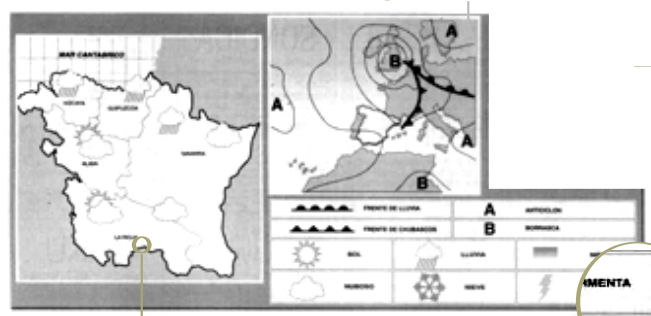 MAR CANTABRICO
VIZCAYA
GUIPUZCOA
ALAVA
NAVARRA
LA RIOJA
A
B
A
A
B
FRENTE DE LLUVIA
A
ANTICICLON
FRENTE DE CHUBASCOS
B
BORRASCA
SOL
LLUVIA
NUBOSO
NIEVE
RMENTA